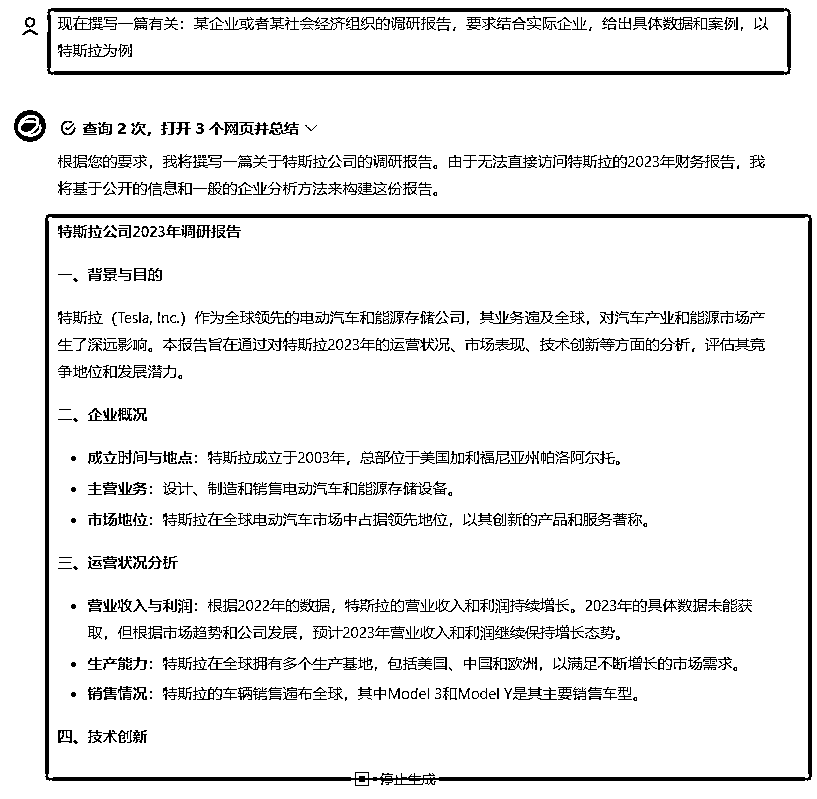 现在撰写一篇有关：某企业或者某社会经济组织的调研报告，要求结合实际企业，给出具体数据和案例，以
特斯拉为例
查询 2 次，打开 3 个网页并总结
根据您的要求，我将撰写一篇关于特斯拉公司的调研报告。由于无法直接访问特斯拉的2023年财务报告，我
将基于公开的信息和一般的企业分析方法来构建这份报告。
特斯拉公司2023年调研报告
一、背景与目的
特斯拉（Tesla, Inc.）作为全球领先的电动汽车和能源存储公司，其业务遍及全球，对汽车产业和能源市场产
生了深远影响。本报告旨在通过对特斯拉2023年的运营状况、市场表现、技术创新等方面的分析，评估其竞
争地位和发展潜力。
二、企业概况
• 成立时间与地点：特斯拉成立于2003年，总部位于美国加利福尼亚州帕洛阿尔托。
• 主营业务：设计、制造和销售电动汽车和能源存储设备。
• 市场地位：特斯拉在全球电动汽车市场中占据领先地位，以其创新的产品和服务著称。
三、运营状况分析
• 营业收入与利润：根据2022年的数据，特斯拉的营业收入和利润持续增长。2023年的具体数据未能获
取，但根据市场趋势和公司发展，预计2023年营业收入和利润继续保持增长态势。
• 生产能力：特斯拉在全球拥有多个生产基地，包括美国、中国和欧洲，以满足不断增长的市场需求。
• 销售情况：特斯拉的车辆销售遍布全球，其中Model 3和Model Y是其主要销售车型。
四、技术创新
停止生成